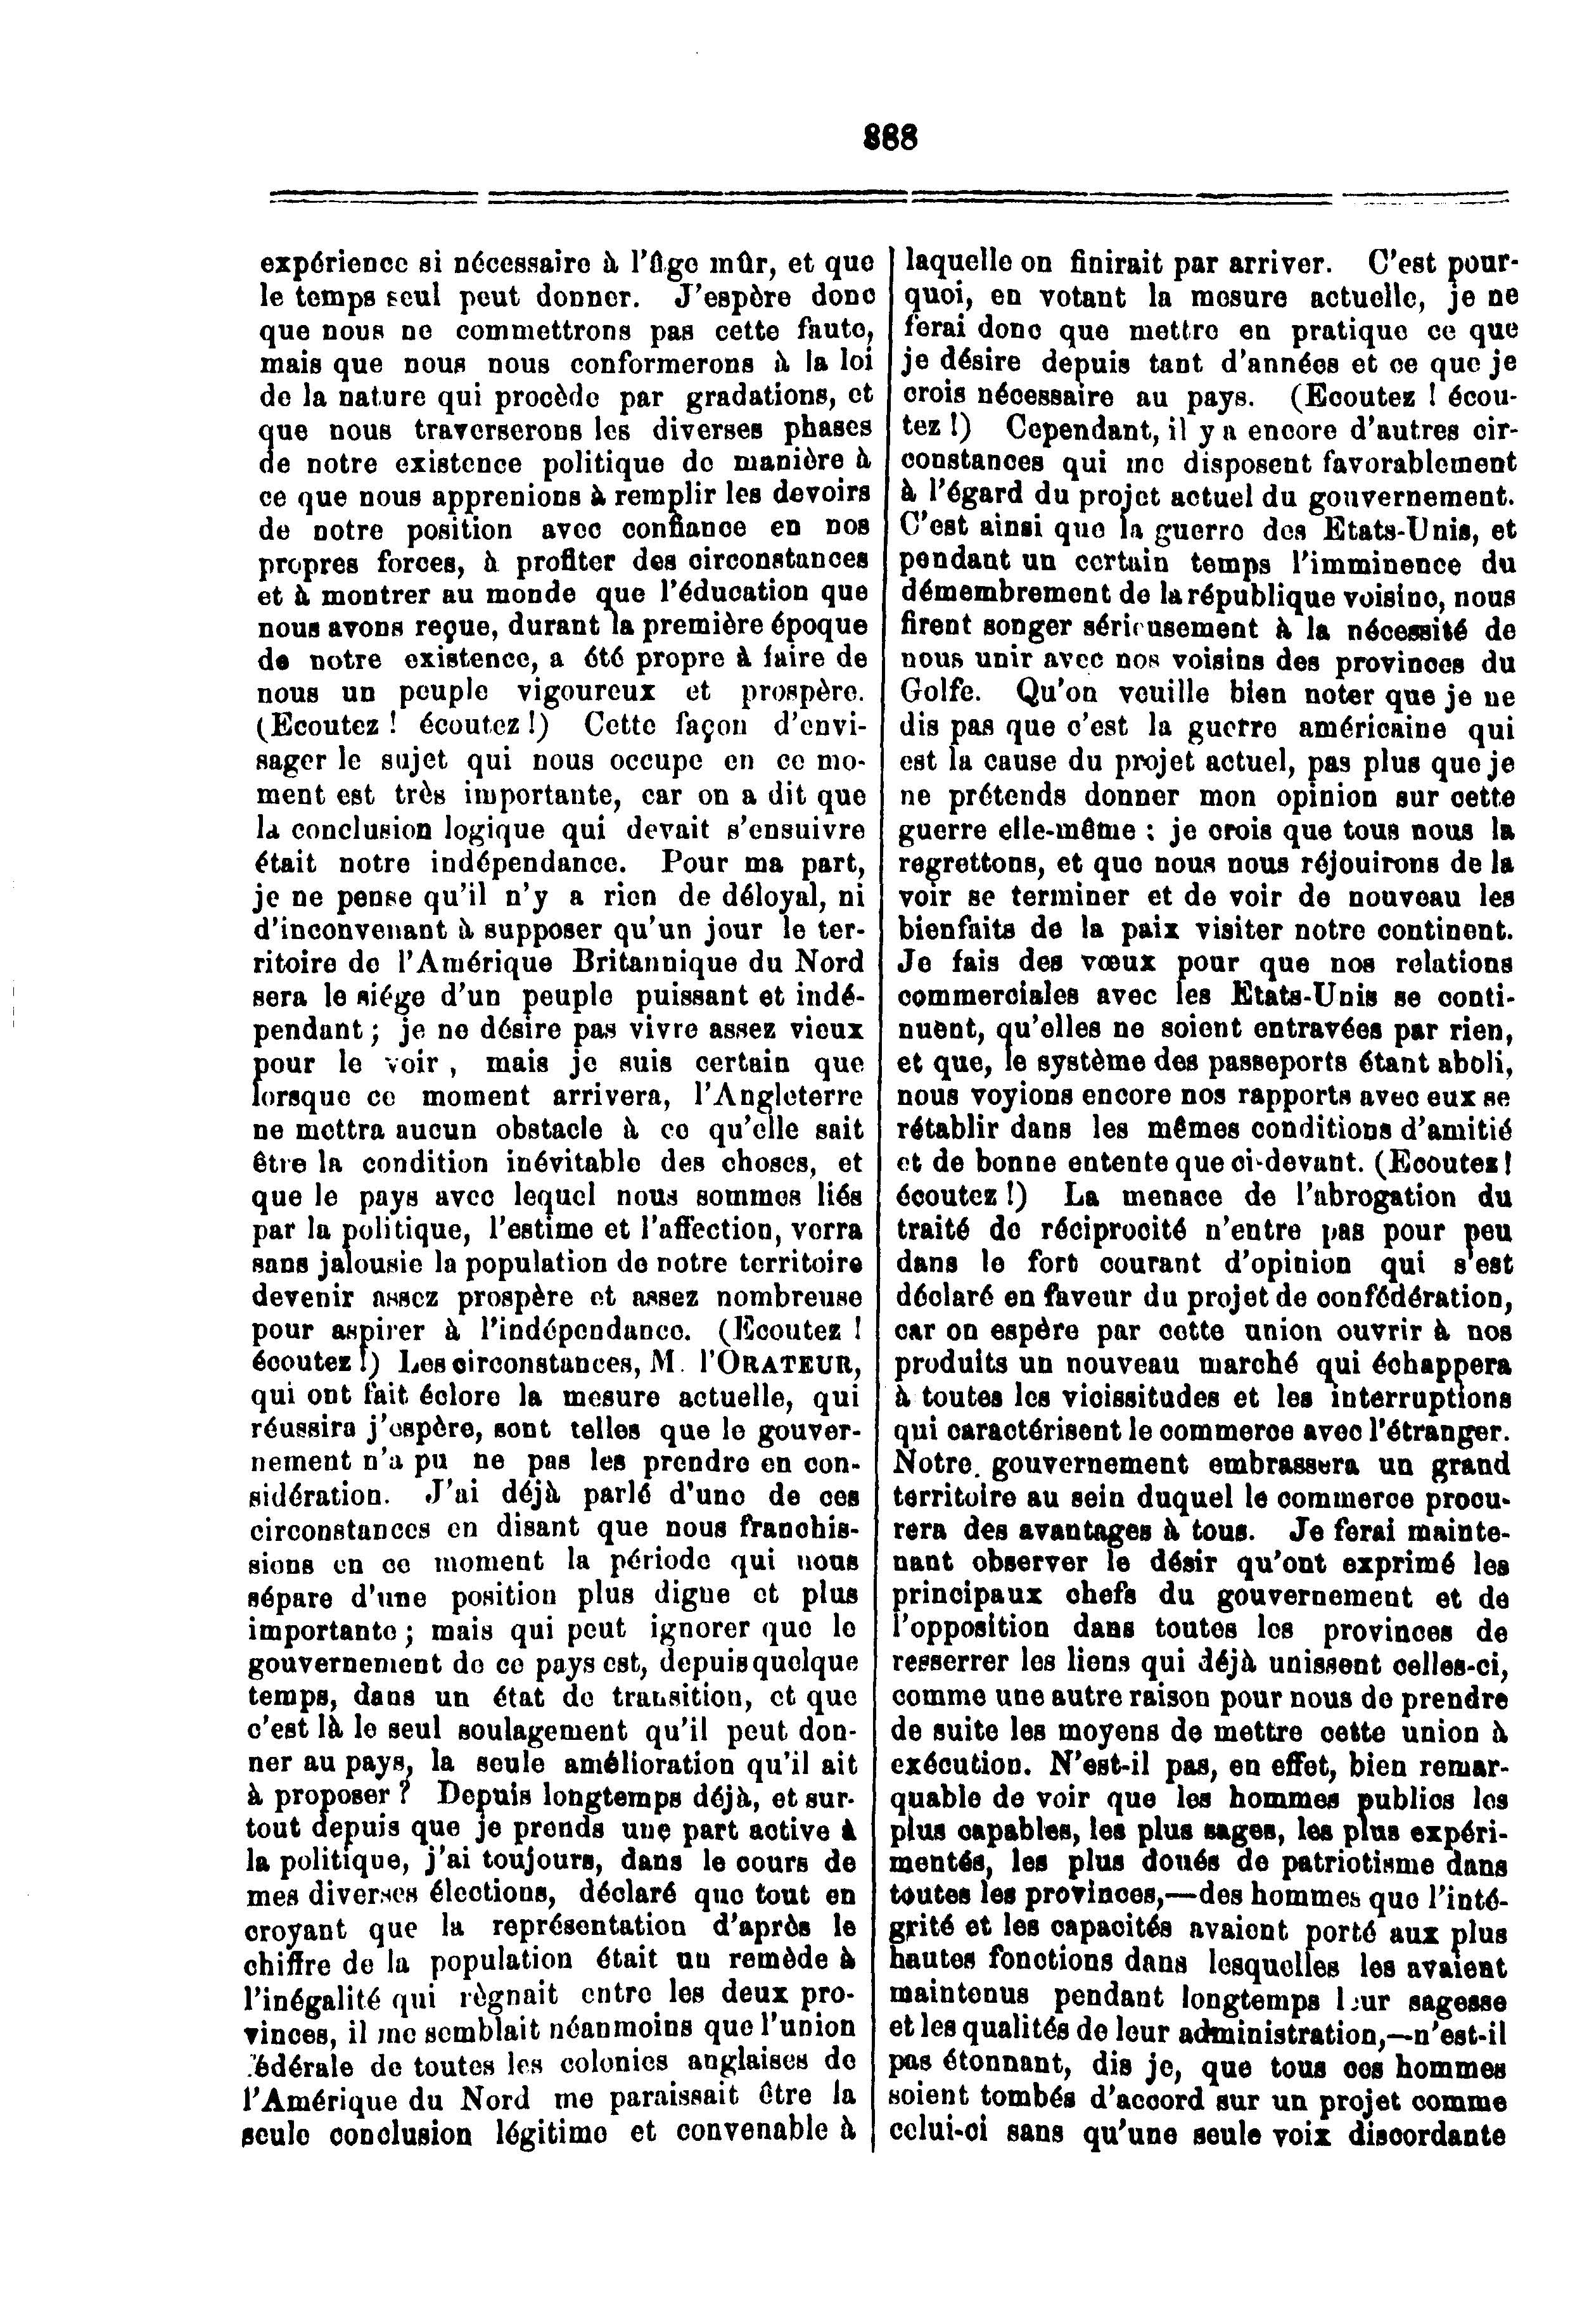 888
expérience si nécessaire à l'âge mûr, et que
le temps seul peut donner. J'espère donc
que nous ne commettrons pas cette faute,
mais que nous nous conformerons à la loi
de la nature qui procède par gradations, et
que nous traverserons les diverses phases
de notre existence politique de manière à
ce que nous apprenions à remplir les devoirs
de notre position avec confiance en nos
propres forces, à profiter des circonstances
et à montrer au monde que l'éducation que
nous avons reçue, durant la première époque
de notre existence, a été propre à faire de
nous un peuple vigoureux et prospère.
(Ecoutez ! écoutez !) Cette façon d'envi-
sager le sujet qui nous occupe en ce mo-
ment est très importante, car on a dit que
la conclusion logique qui devait s'ensuivre
était notre indépendance. Pour ma part,
je ne pense qu'il n'y a rien de déloyal, ni
d'inconvenant à supposer qu'un jour le ter-
ritoire de l'Amérique Britannique du Nord
sera le siége d'un peuple puissant et indé-
pendant ; je ne désire pas vivre assez vieux
pour le voir, mais je suis certain que
lorsque ce moment arrivera, l'Angleterre
ne mettra aucun obstacle à ce qu'elle sait
être la condition inévitable des choses, et
que le pays avec lequel nous sommes liés
par la politique, l'estime et l'affection, verra
sans jalousie la population de notre territoire
devenir assez prospère et assez nombreuse
pour aspirer à l'indépendance. (Ecoutez !
écoutez !) Les circonstances, M. l'ORATEUR,
qui ont fait éclore la mesure actuelle, qui
réussira j'espère, sont telles que le gouver-
nement n'a pu ne pas les prendre en con-
sidération. J'ai déjà parlé d'une de ces
circonstances en disant que nous franchis-
sions en ce moment la période qui nous
sépare d'une position plus digne et plus
importante ; mais qui peut ignorer que le
gouvernement de ce pays est, depuis quelque
temps, dans un état de transition, et que
c'est là le seul soulagement qu'il peut don-
ner au pays, la seule amélioration qu'il ait
à proposer ? Depuis longtemps déjà, et sur-
tout depuis que je prends une part active à
la politique, j'ai toujours, dans le cours de
mes diverses élections, déclaré que tout en
croyant que la représentation d'après le
chiffre de la population était un remède à
l'inégalité qui règnait entre les deux pro-
vinces, il me semblait néanmoins que l'union
fédérale de toutes les colonies anglaises de
l'Amérique du Nord me paraissait être la
seule conclusion légitime et convenable à
laquelle on finirait par arriver. C'est pour-
quoi, en votant la mesure actuelle, je ne
ferai donc que mettre en pratique ce que
je désire depuis tant d'années et ce que je
crois nécessaire au pays. (Ecoutez ! écou-
tez !) Cependant, il y a encore d'autres cir-
constances qui me disposent favorablement
à l'égard du projet actuel du gouvernement.
C'est ainsi que la guerre des Etats-Unis, et
pendant un certain temps l'imminence du
démembrement de la république voisine, nous
firent songer sérieusement à la nécessité de
nous unir avec nos voisins des provinces du
Golfe. Qu'on veuille bien noter que je ne
dis pas que c'est la guerre américaine qui
est la cause du projet actuel, pas plus que je
ne prétends donner mon opinion sur cette
guerre elle-même ; je crois que tous nous la
regrettons, et que nous nous réjouirons de la
voir se terminer et de voir de nouveau les
bienfaits de la paix visiter notre continent.
Je fais des vœux pour que nos relations
commerciales avec les Etats-Unis se conti-
nuent, qu'elles ne soient entravées par rien,
et que, le système des passeports étant aboli,
nous voyions encore nos rapports avec eux se
rétablir dans les mêmes conditions d'amitié
et de bonne entente que ci-devant. (Ecoutez !
écoutez !) La menace de l'abrogation du
traité de réciprocité n'entre pas pour peu
dans le fort courant d'opinion qui s'est
déclaré en faveur du projet de confédération,
car on espère par cette union ouvrir à nos
produits un nouveau marché qui échappera
à toutes les vicissitudes et les interruptions
qui caractérisent le commerce avec l'étranger.
Notre gouvernement embrassera un grand
territoire au sein duquel le commerce procu-
rera des avantages à tous. Je ferai mainte-
nant observer le désir qu'ont exprimé les
principaux chefs du gouvernement et de
l'opposition dans toutes les provinces de
resserrer les liens qui déjà unissent celles-ci,
comme une autre raison pour nous de prendre
de suite les moyens de mettre cette union à
exécution. N'est-il pas, en effet, bien remar-
quable de voir que les hommes publics les
plus capables, les plus sages, les plus expéri-
mentés, les plus doués de patriotisme dans
toutes les provinces,—des hommes que l'inté-
grité et les capacités avaient porté aux plus
hautes fonctions dans lesquelles les avaient
maintenus pendant longtemps leur sagesse
et les qualités de leur administration,—n'est-il
pas étonnant, dis je, que tous ces hommes
soient tombés d'accord sur un projet comme
celui-ci sans qu'une seule voix discordante